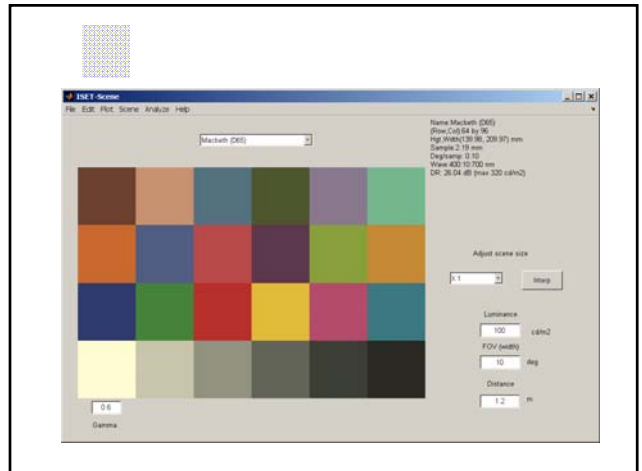 ISET-Scene
File Edit Plot Scene Analyze Help
Macbeth (D65)
Name:Macbeth (D65)
(Row,Col):64 by 96
Hgt,Width(139.98, 209.97) mm
Sample:2.19 mm
Deg/samp: 0.10
Wave:400:10:700 nm
DR: 26.04 dB (max 320 cd/m2)
Adjust scene size
X 1
Interp
Luminance
100 cd/m2
FOV (width)
10 deg
Distance
1.2 m
0.6
Gamma